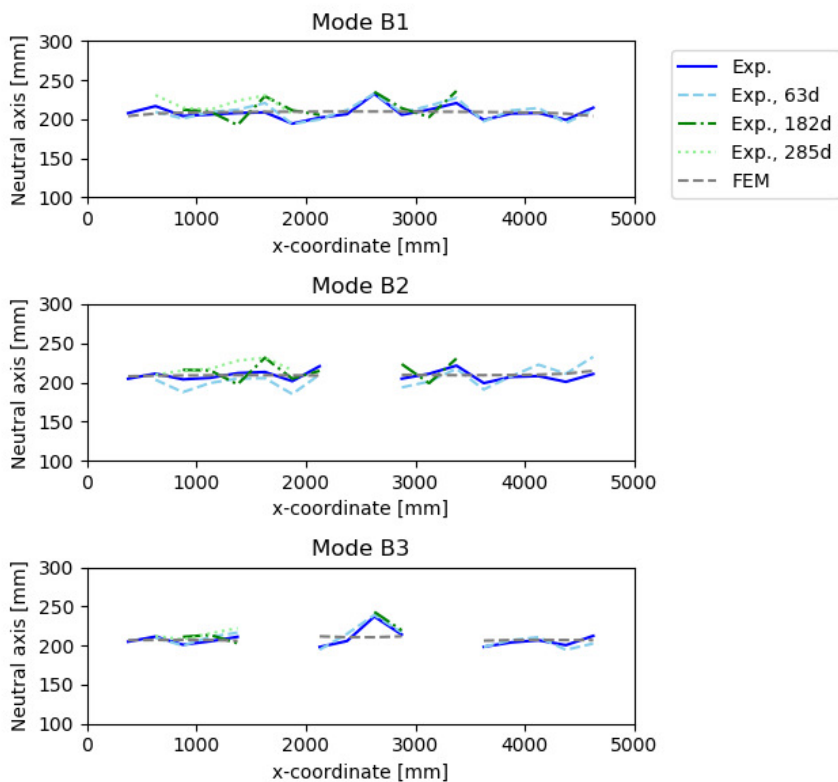 Mode B1
Neutral axis [mm]
300
250
200
150
100
0 1000 2000 3000 4000 5000
x-coordinate [mm]
Exp.
Exp., 63d
Exp., 182d
Exp., 285d
FEM
Mode B2
Neutral axis [mm]
300
250
200
150
100
0 1000 2000 3000 4000 5000
x-coordinate [mm]
Mode B3
Neutral axis [mm]
300
250
200
150
100
0 1000 2000 3000 4000 5000
x-coordinate [mm]